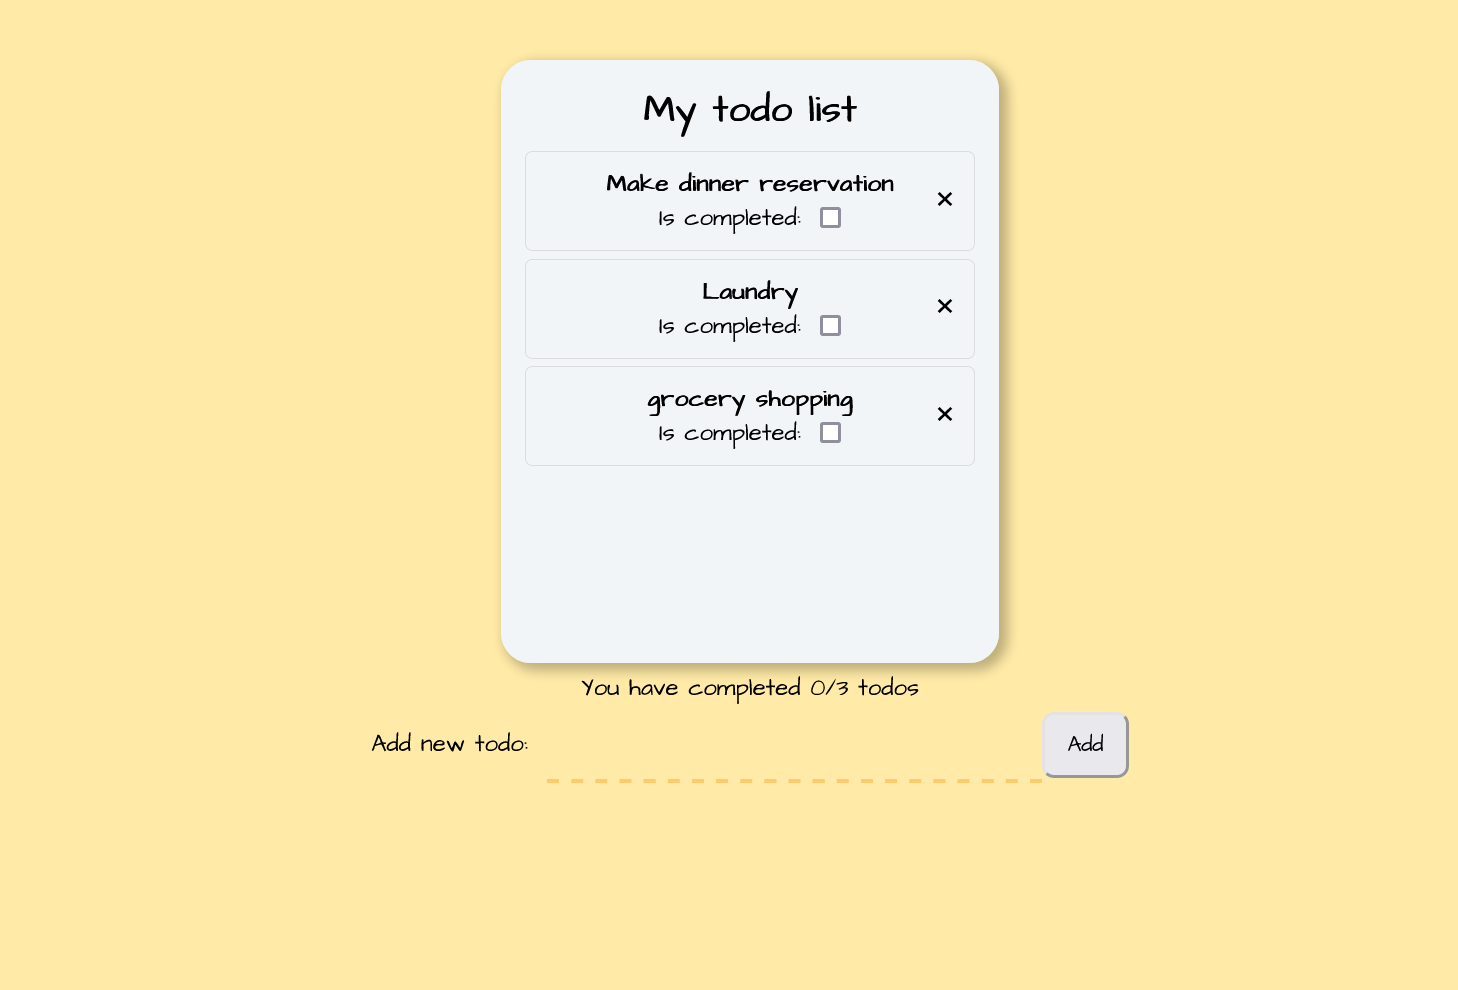 My todo list
Make dinner reservation
Is completed:
Laundry
Is completed:
grocery shopping
Is completed:
You have completed 0/3 todos
Add new todo:
Add